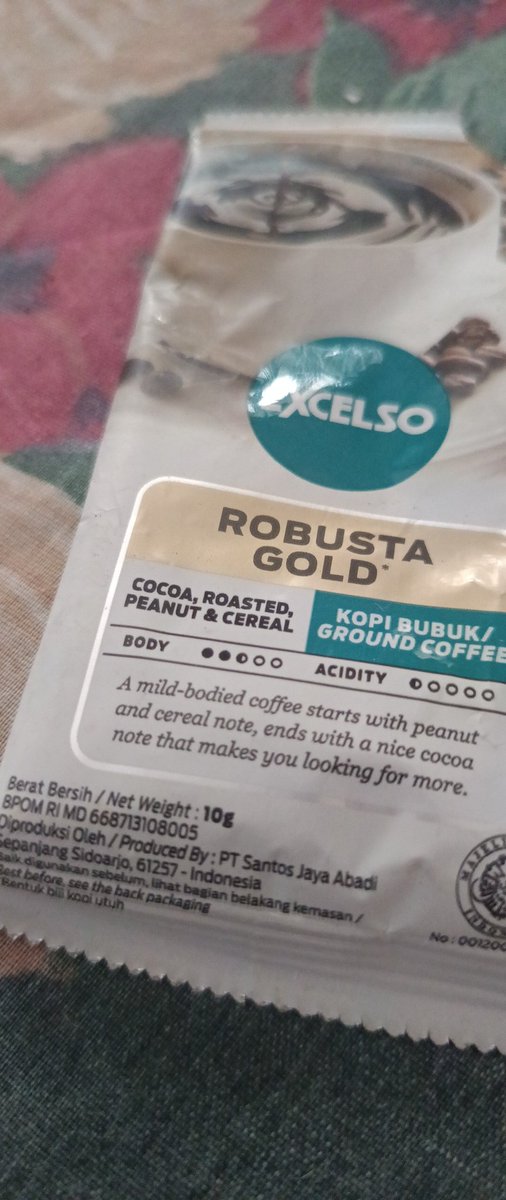 EXCELSO
ROBUSTA
GOLD*
COCOA, ROASTED,
PEANUT & CEREAL
KOPI BUBUK/
GROUND COFFEE
BODY
ACIDITY
A mild-bodied coffee starts with peanut
and cereal note, ends with a nice cocoa
note that makes you looking for more.
Berat Bersih / Net Weight : 10g
BPOM RI MD 668713108005
Diproduksi Oleh / Produced By : PT Santos Jaya Abadi
Sepanjang Sidoarjo, 61257 - Indonesia
Baik digunakan sebelum, lihat bagian belakang kemasan /
Best before, see the back packaging
*Bentuk biji kopi utuh
No : 001200